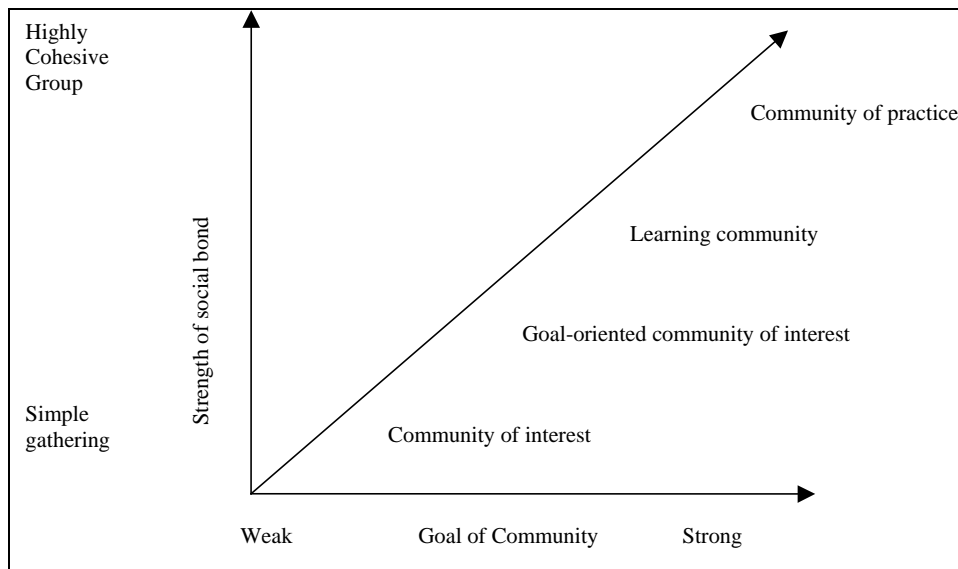 Highly
Cohesive
Group
Community of practice
Strength of social bond
Learning community
Goal-oriented community of interest
Simple
gathering
Community of interest
Weak
Goal of Community
Strong